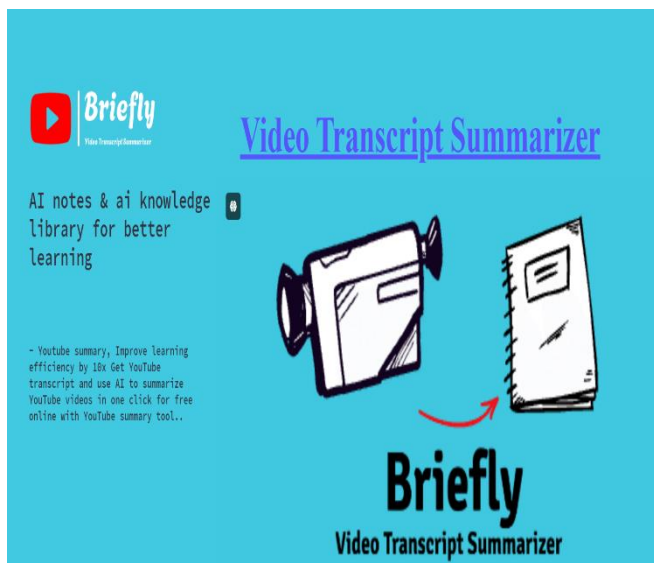 Briefly
Video Transcript Summarizer
Video Transcript Summarizer
AI notes & ai knowledge
library for better
learning
- Youtube summary, Improve learning
efficiency by 10x Get YouTube
transcript and use AI to summarize
YouTube videos in one click for free
online with YouTube summary tool..
Briefly
Video Transcript Summarizer